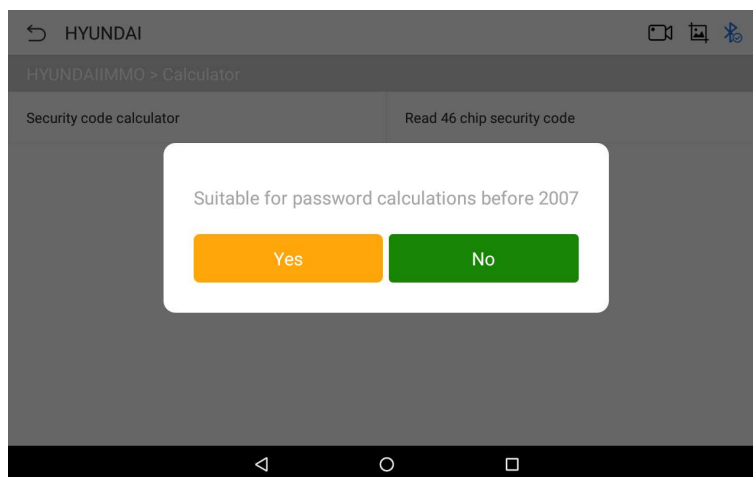 HYUNDAI
HYUNDAIIMMO > Calculator
Security code calculator
Read 46 chip security code
Suitable for password calculations before 2007
Yes
No